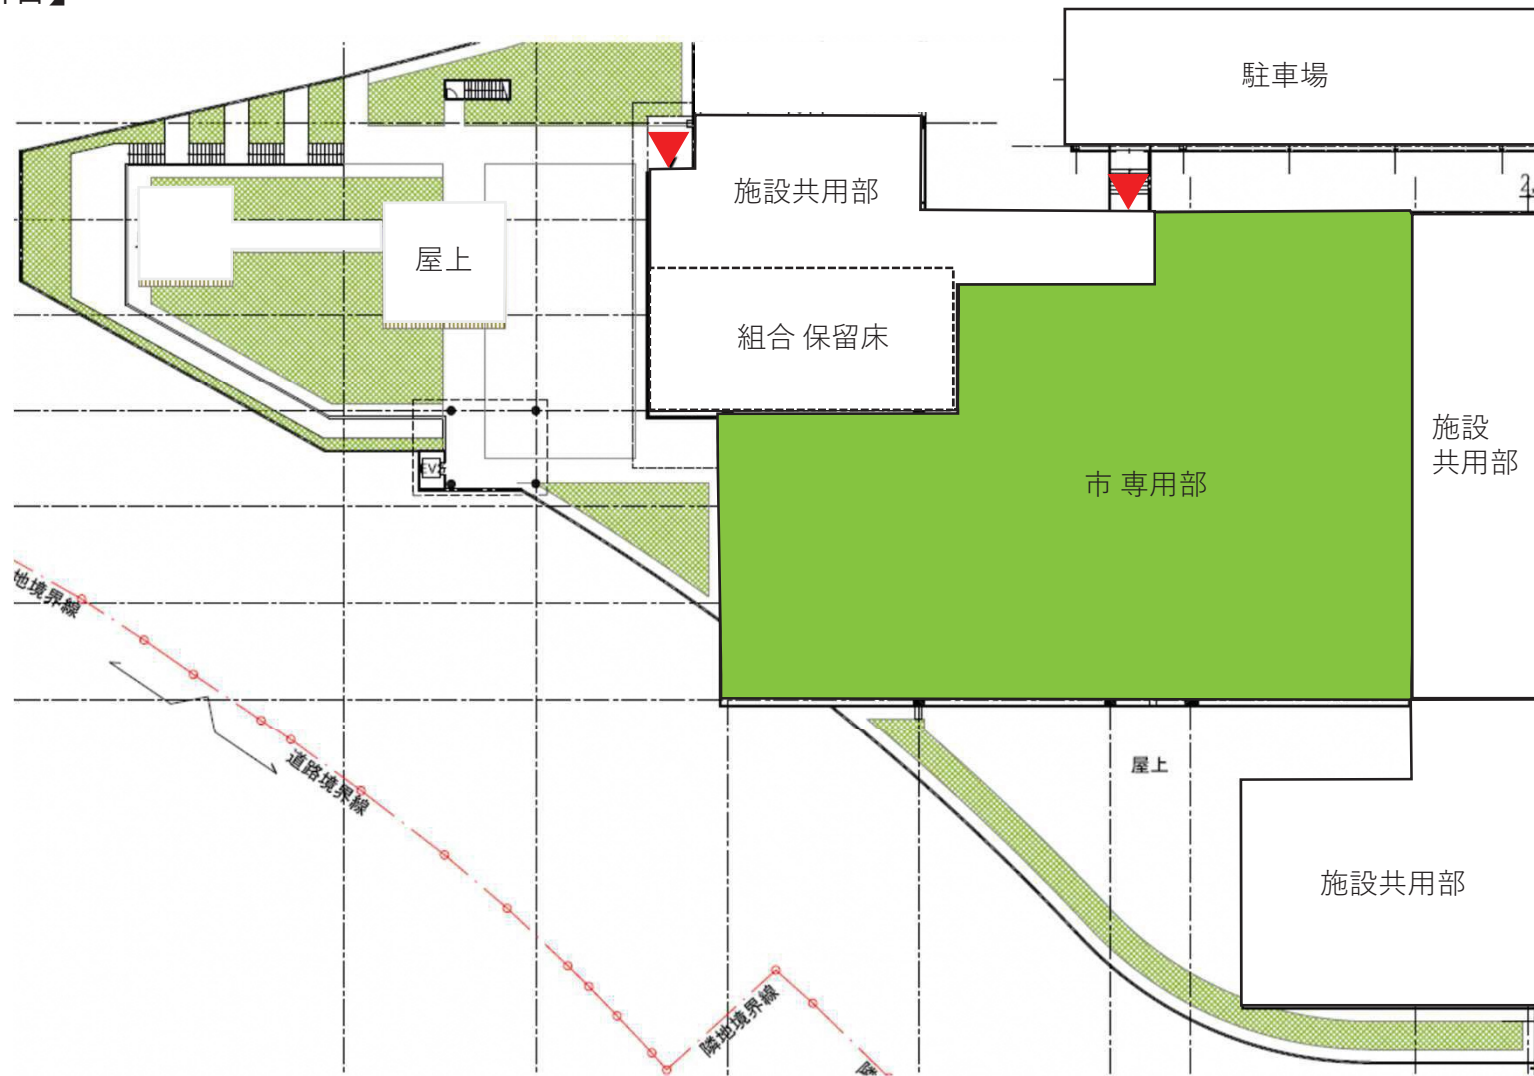 駐車場
施設共用部
屋上
組合 保留床
施設
共用部
市 専用部
EV
地境界線
道路境界線
屋上
施設共用部
隣地境界線